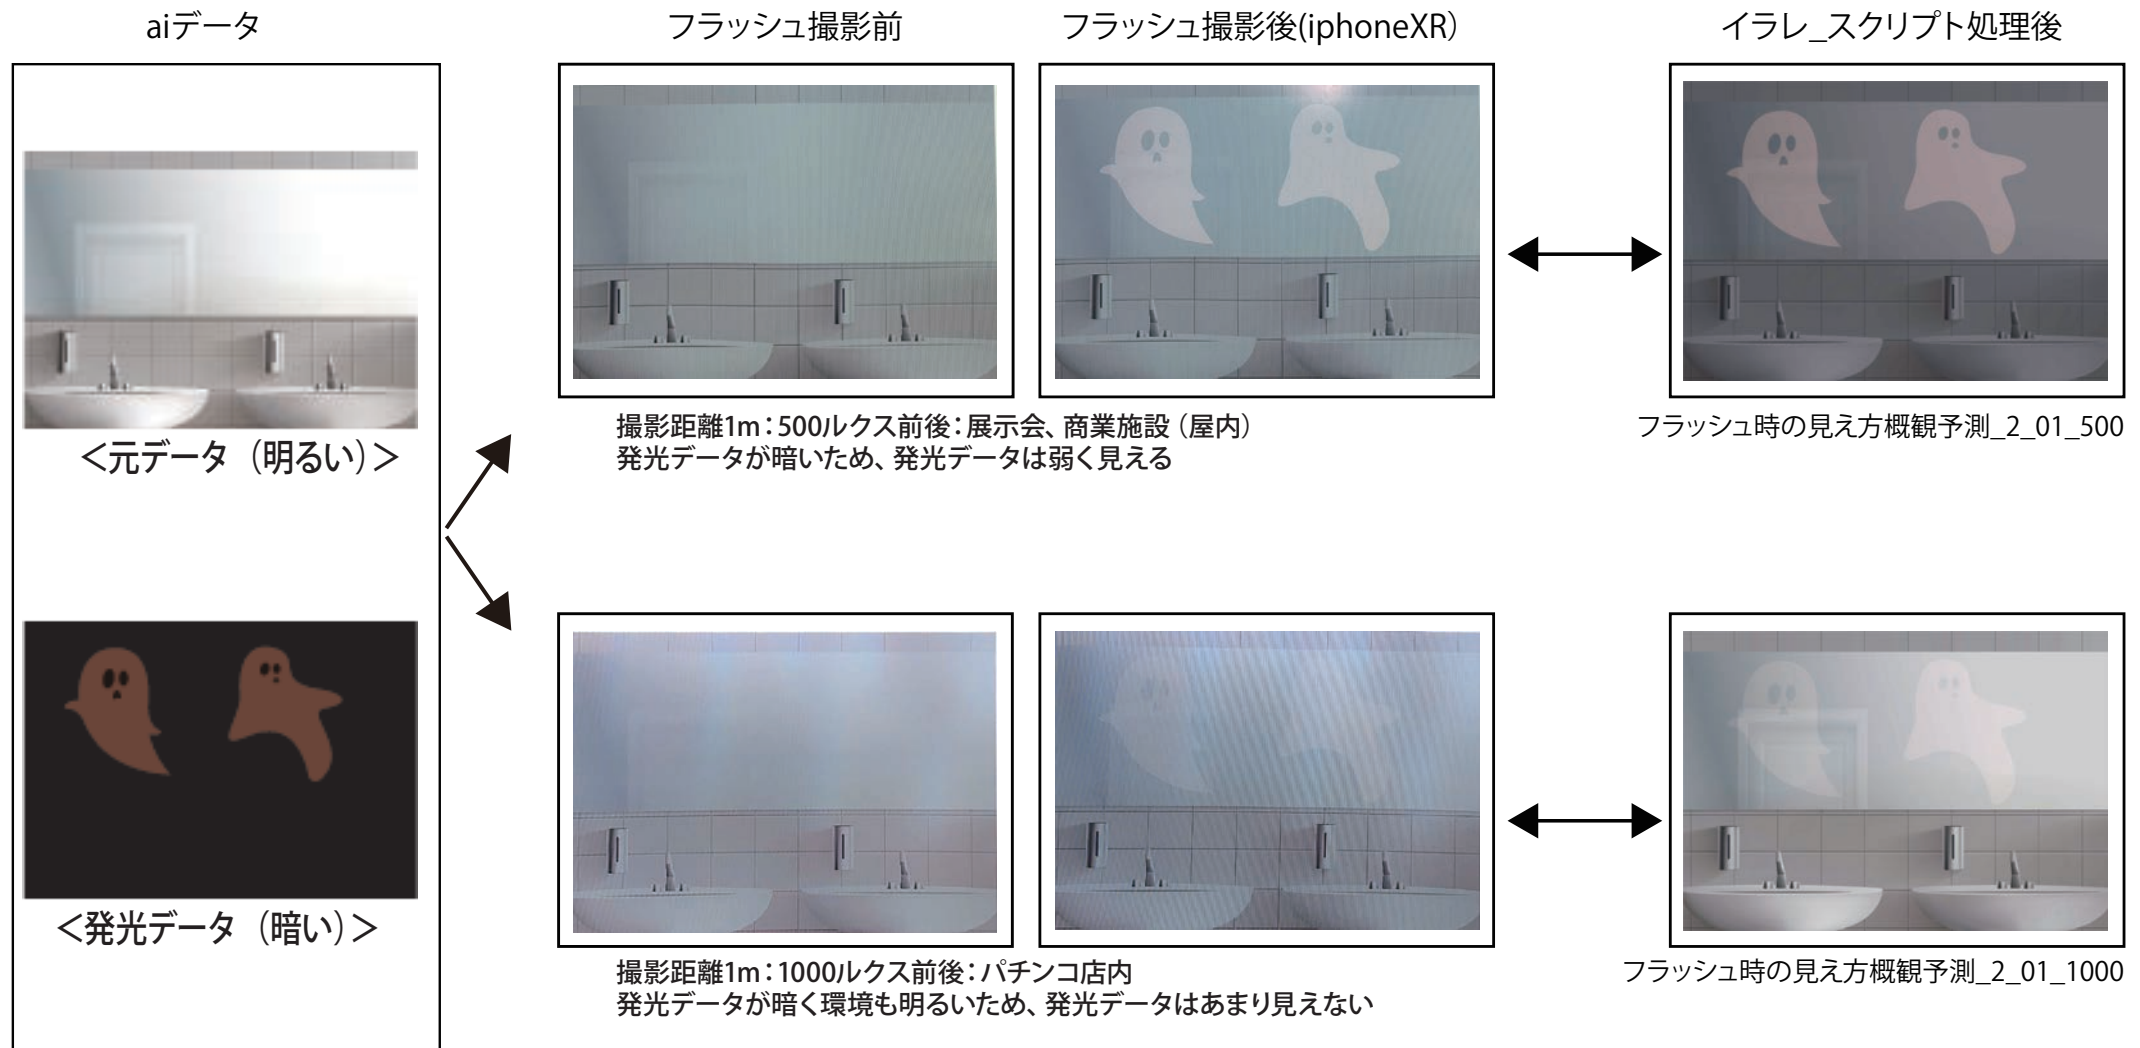 aiデータ
フラッシュ撮影前
フラッシュ撮影後(iphoneXR)
イラレ_スクリプト処理後
＜元データ（明るい）＞
撮影距離1m：500ルクス前後：展示会、商業施設（屋内）
発光データが暗いため、発光データは弱く見える
フラッシュ時の見え方概観予測_2_01_500
＜発光データ（暗い）＞
撮影距離1m：1000ルクス前後：パチンコ店内
発光データが暗く環境も明るいため、発光データはあまり見えない
フラッシュ時の見え方概観予測_2_01_1000